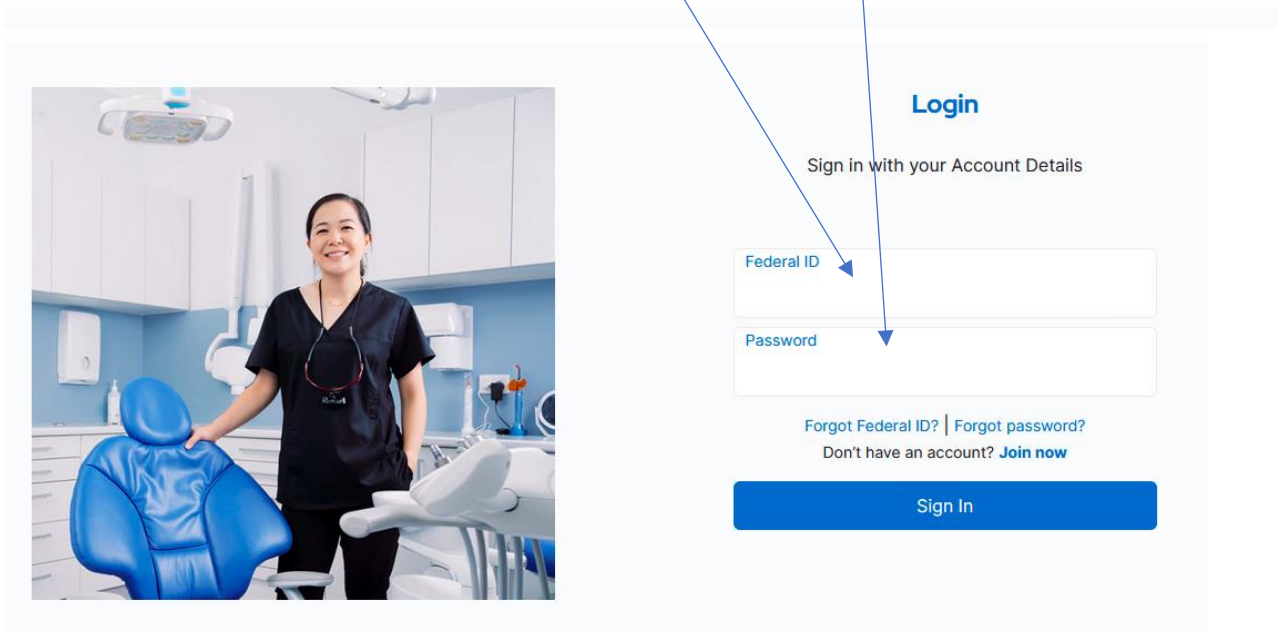 Login
Sign in with your Account Details
Federal ID
Password
Forgot Federal ID? | Forgot password?
Don't have an account? Join now
Sign In